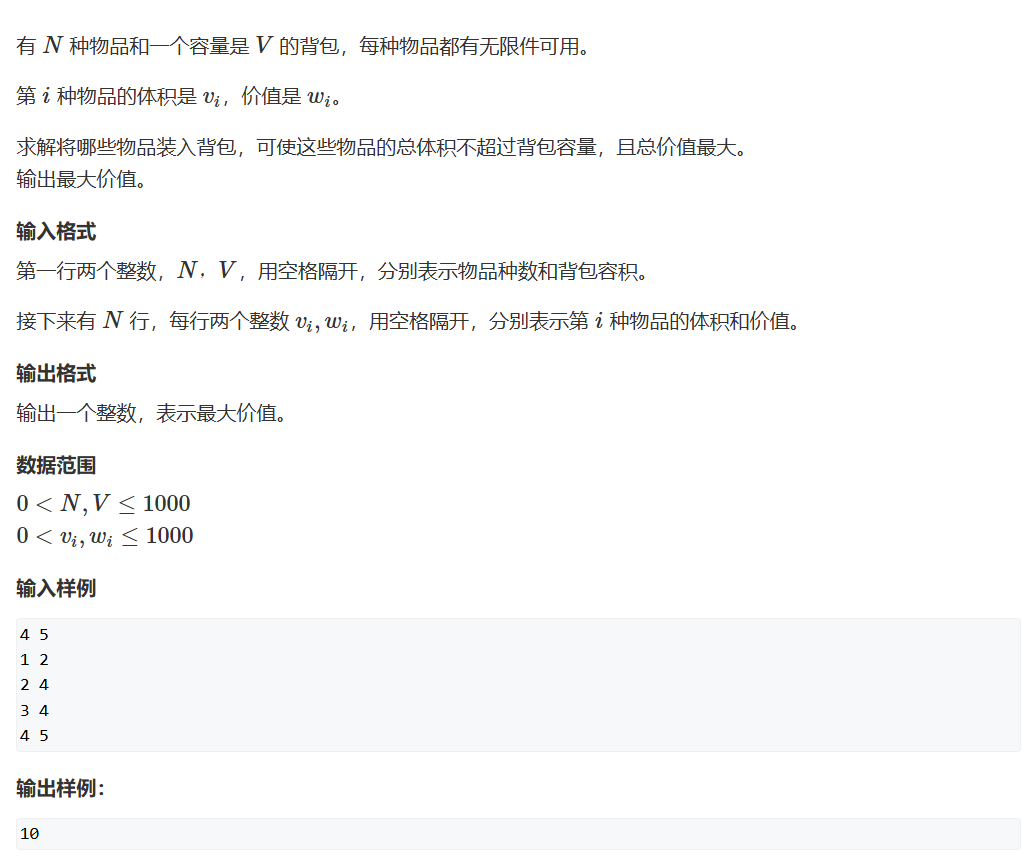 有 N 种物品和一个容量是 V 的背包，每种物品都有无限件可用。
第 i 种物品的体积是 vᵢ，价值是 wᵢ。
求解将哪些物品装入背包，可使这些物品的总体积不超过背包容量，且总价值最大。
输出最大价值。
输入格式
第一行两个整数，N，V，用空格隔开，分别表示物品种数和背包容积。
接下来有 N 行，每行两个整数 vᵢ, wᵢ，用空格隔开，分别表示第 i 种物品的体积和价值。
输出格式
输出一个整数，表示最大价值。
数据范围
0 < N, V ≤ 1000
0 < vᵢ, wᵢ ≤ 1000
输入样例
4 5
1 2
2 4
3 4
4 5
输出样例：
10